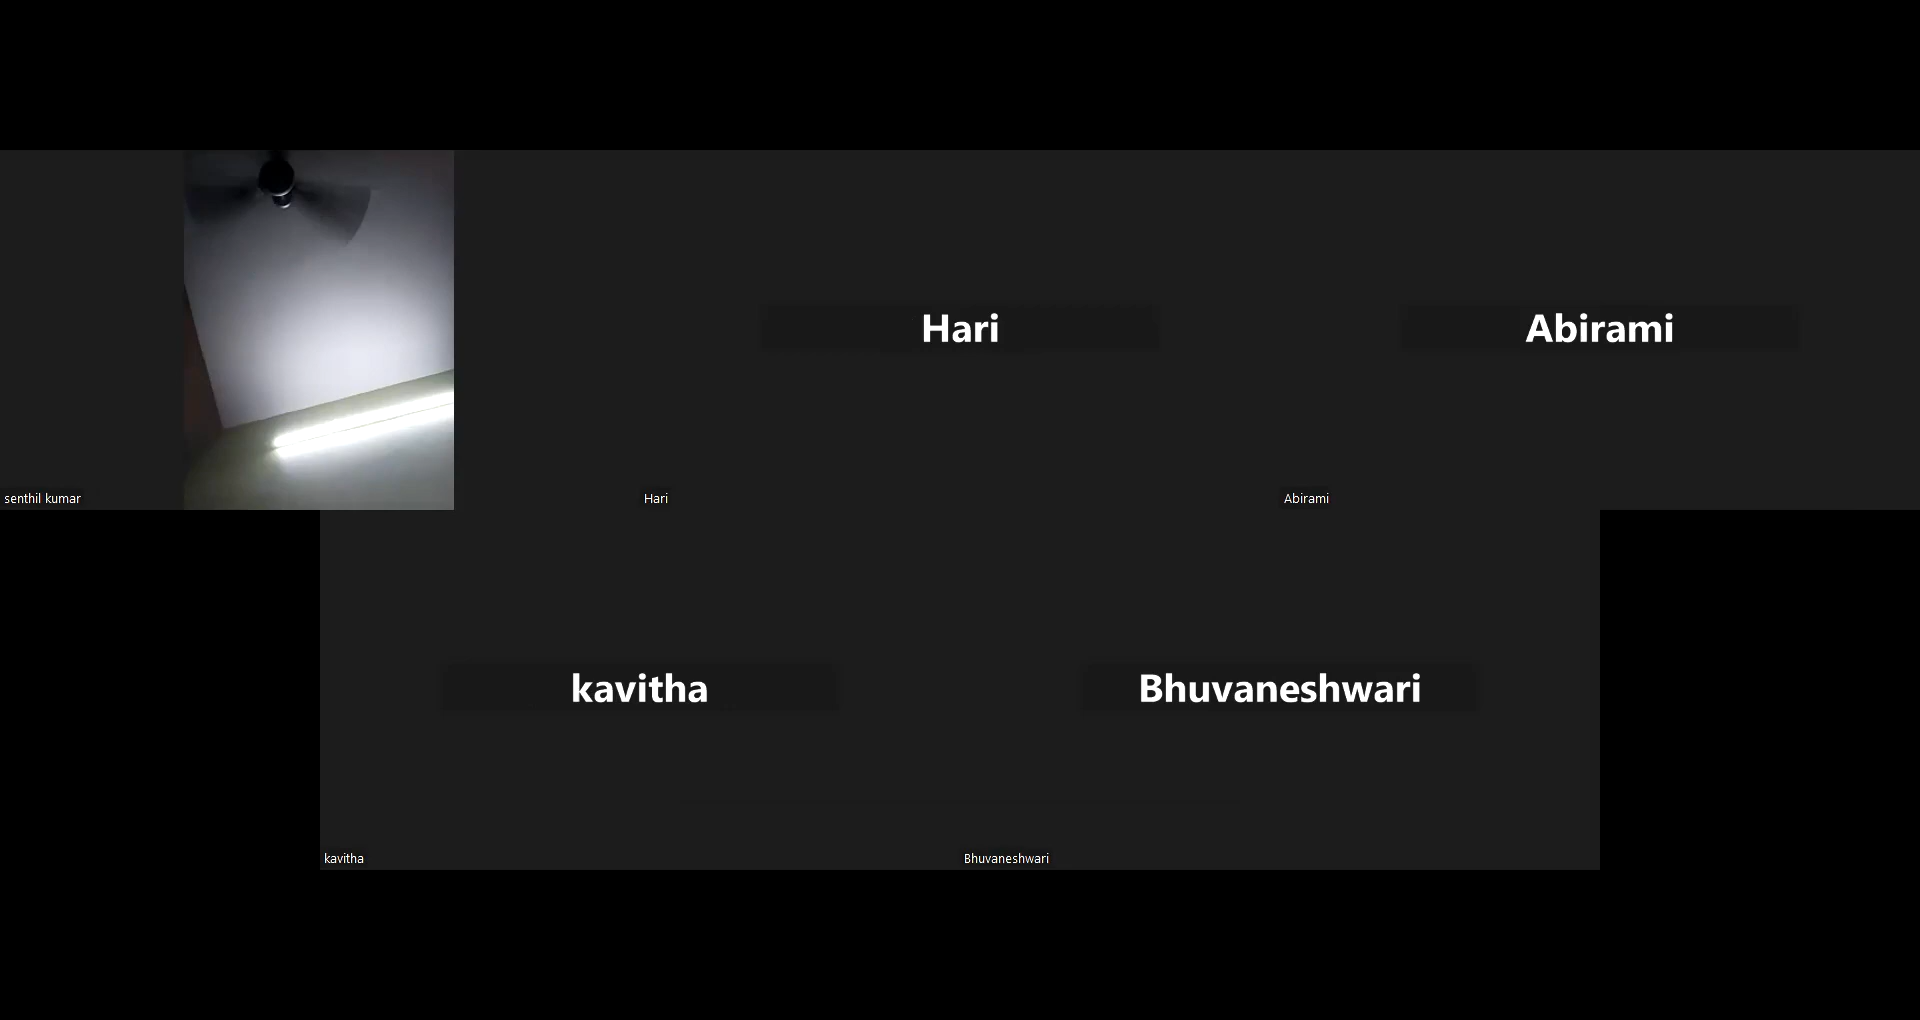 Hari
Abirami
senthil kumar
Hari
Abirami
kavitha
Bhuvaneshwari
kavitha
Bhuvaneshwari